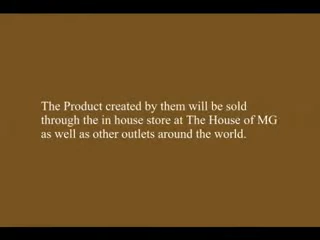 The Product created by them will be sold
through the in house store at The House of MG
as well as other outlets around the world.